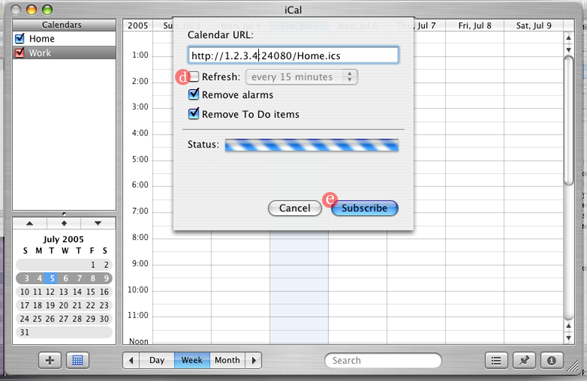 iCal
Calendars
Home
Work
2005
Thu, Jul 7
Fri, Jul 8
Sat, Jul 9
Calendar URL:
http://1.2.3.4:24080/Home.ics
d
Refresh: every 15 minutes
Remove alarms
Remove To Do items
Status:
e
Cancel Subscribe
1:00
2:00
3:00
4:00
5:00
6:00
7:00
8:00
9:00
10:00
11:00
Noon
July 2005
S M T W T F S
1 2
3 4 5 6 7 8 9
10 11 12 13 14 15 16
17 18 19 20 21 22 23
24 25 26 27 28 29 30
31
Day Week Month
Search